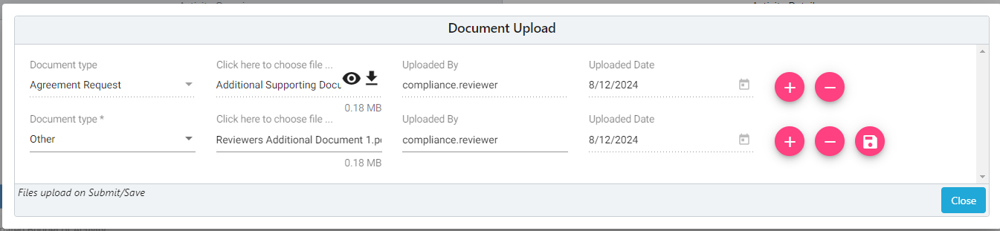 Document Upload
Document type Click here to choose file ... Uploaded By Uploaded Date
Agreement Request Additional Supporting Docu compliance.reviewer 8/12/2024
0.18 MB
Document type * Click here to choose file ... Uploaded By Uploaded Date
Other Reviewers Additional Document 1.p compliance.reviewer 8/12/2024
0.18 MB
Files upload on Submit/Save
Close